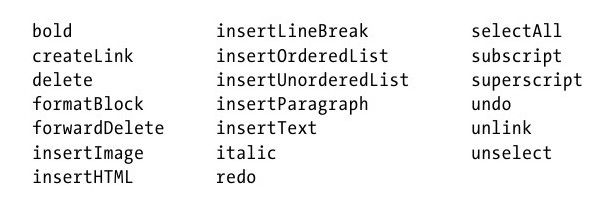 bold insertLineBreak selectAll
createLink insertOrderedList subscript
delete insertUnorderedList superscript
formatBlock insertParagraph undo
forwardDelete insertText unlink
insertImage italic unselect
insertHTML redo